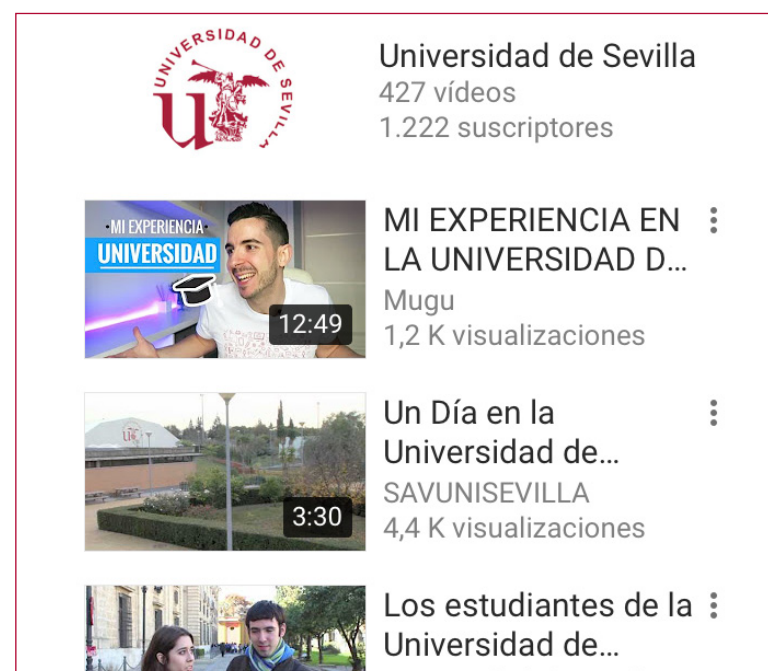 UNIVERSIDAD DE SEVILLA
Universidad de Sevilla
427 vídeos
1.222 suscriptores
·MI EXPERIENCIA·
UNIVERSIDAD
12:49
MI EXPERIENCIA EN
LA UNIVERSIDAD D...
Mugu
1,2 K visualizaciones
3:30
Un Día en la
Universidad de...
SAVUNISEVILLA
4,4 K visualizaciones
Los estudiantes de la
Universidad de...